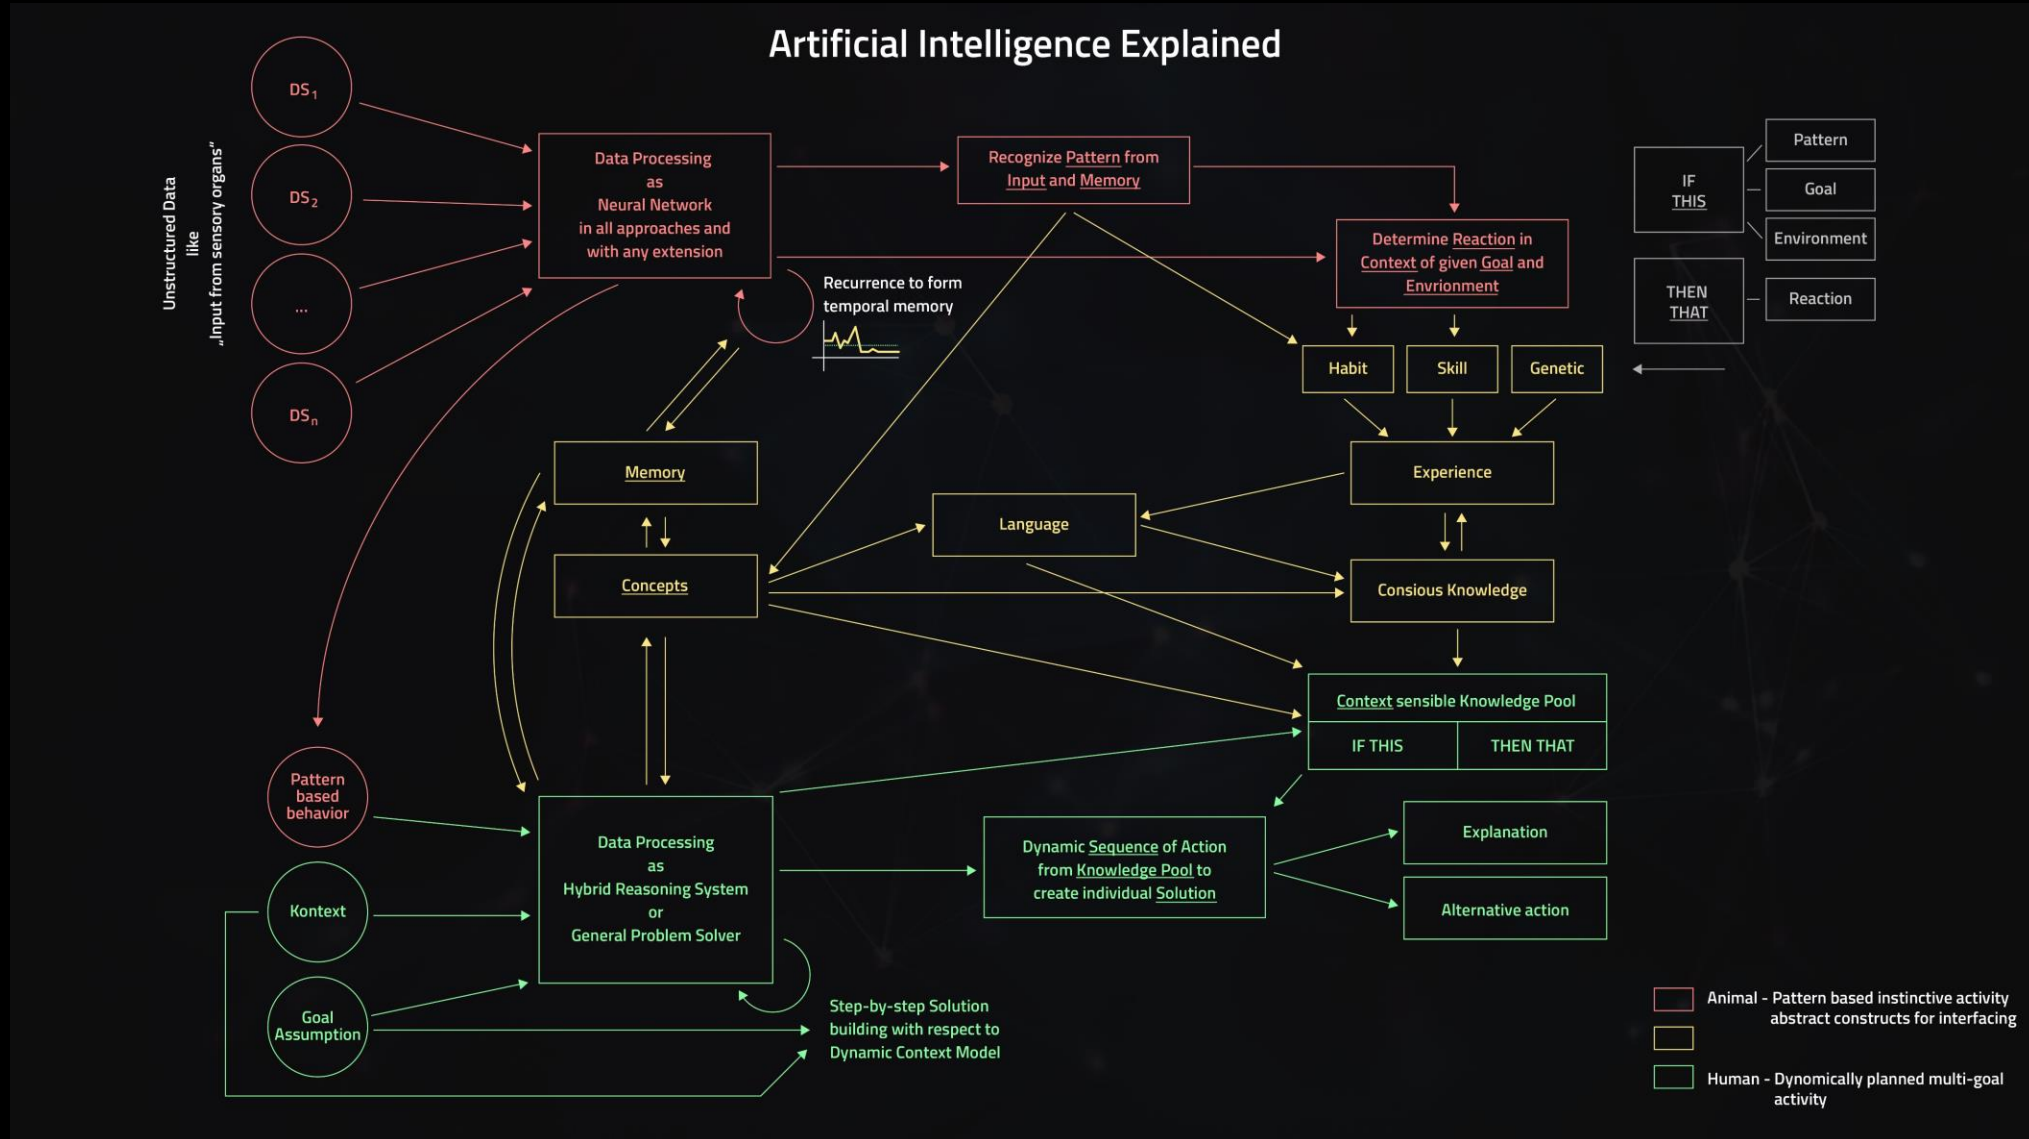 Artificial Intelligence Explained
Unstructured Data
like
„Input from sensory organs“
DS1
DS2
...
DSn
Data Processing
as
Neural Network
in all approaches and
with any extension
Recognize Pattern from
Input and Memory
Determine Reaction in
Context of given Goal and
Envrionment
IF
THIS
Pattern
Goal
Environment
THEN
THAT
Reaction
Recurrence to form
temporal memory
Habit
Skill
Genetic
Memory
Experience
Language
Concepts
Consious Knowledge
Context sensible Knowledge Pool
IF THIS
THEN THAT
Pattern
based
behavior
Kontext
Goal
Assumption
Data Processing
as
Hybrid Reasoning System
or
General Problem Solver
Dynamic Sequence of Action
from Knowledge Pool to
create individual Solution
Explanation
Alternative action
Step-by-step Solution
building with respect to
Dynamic Context Model
Animal - Pattern based instinctive activity
abstract constructs for interfacing
Human - Dynomically planned multi-goal
activity